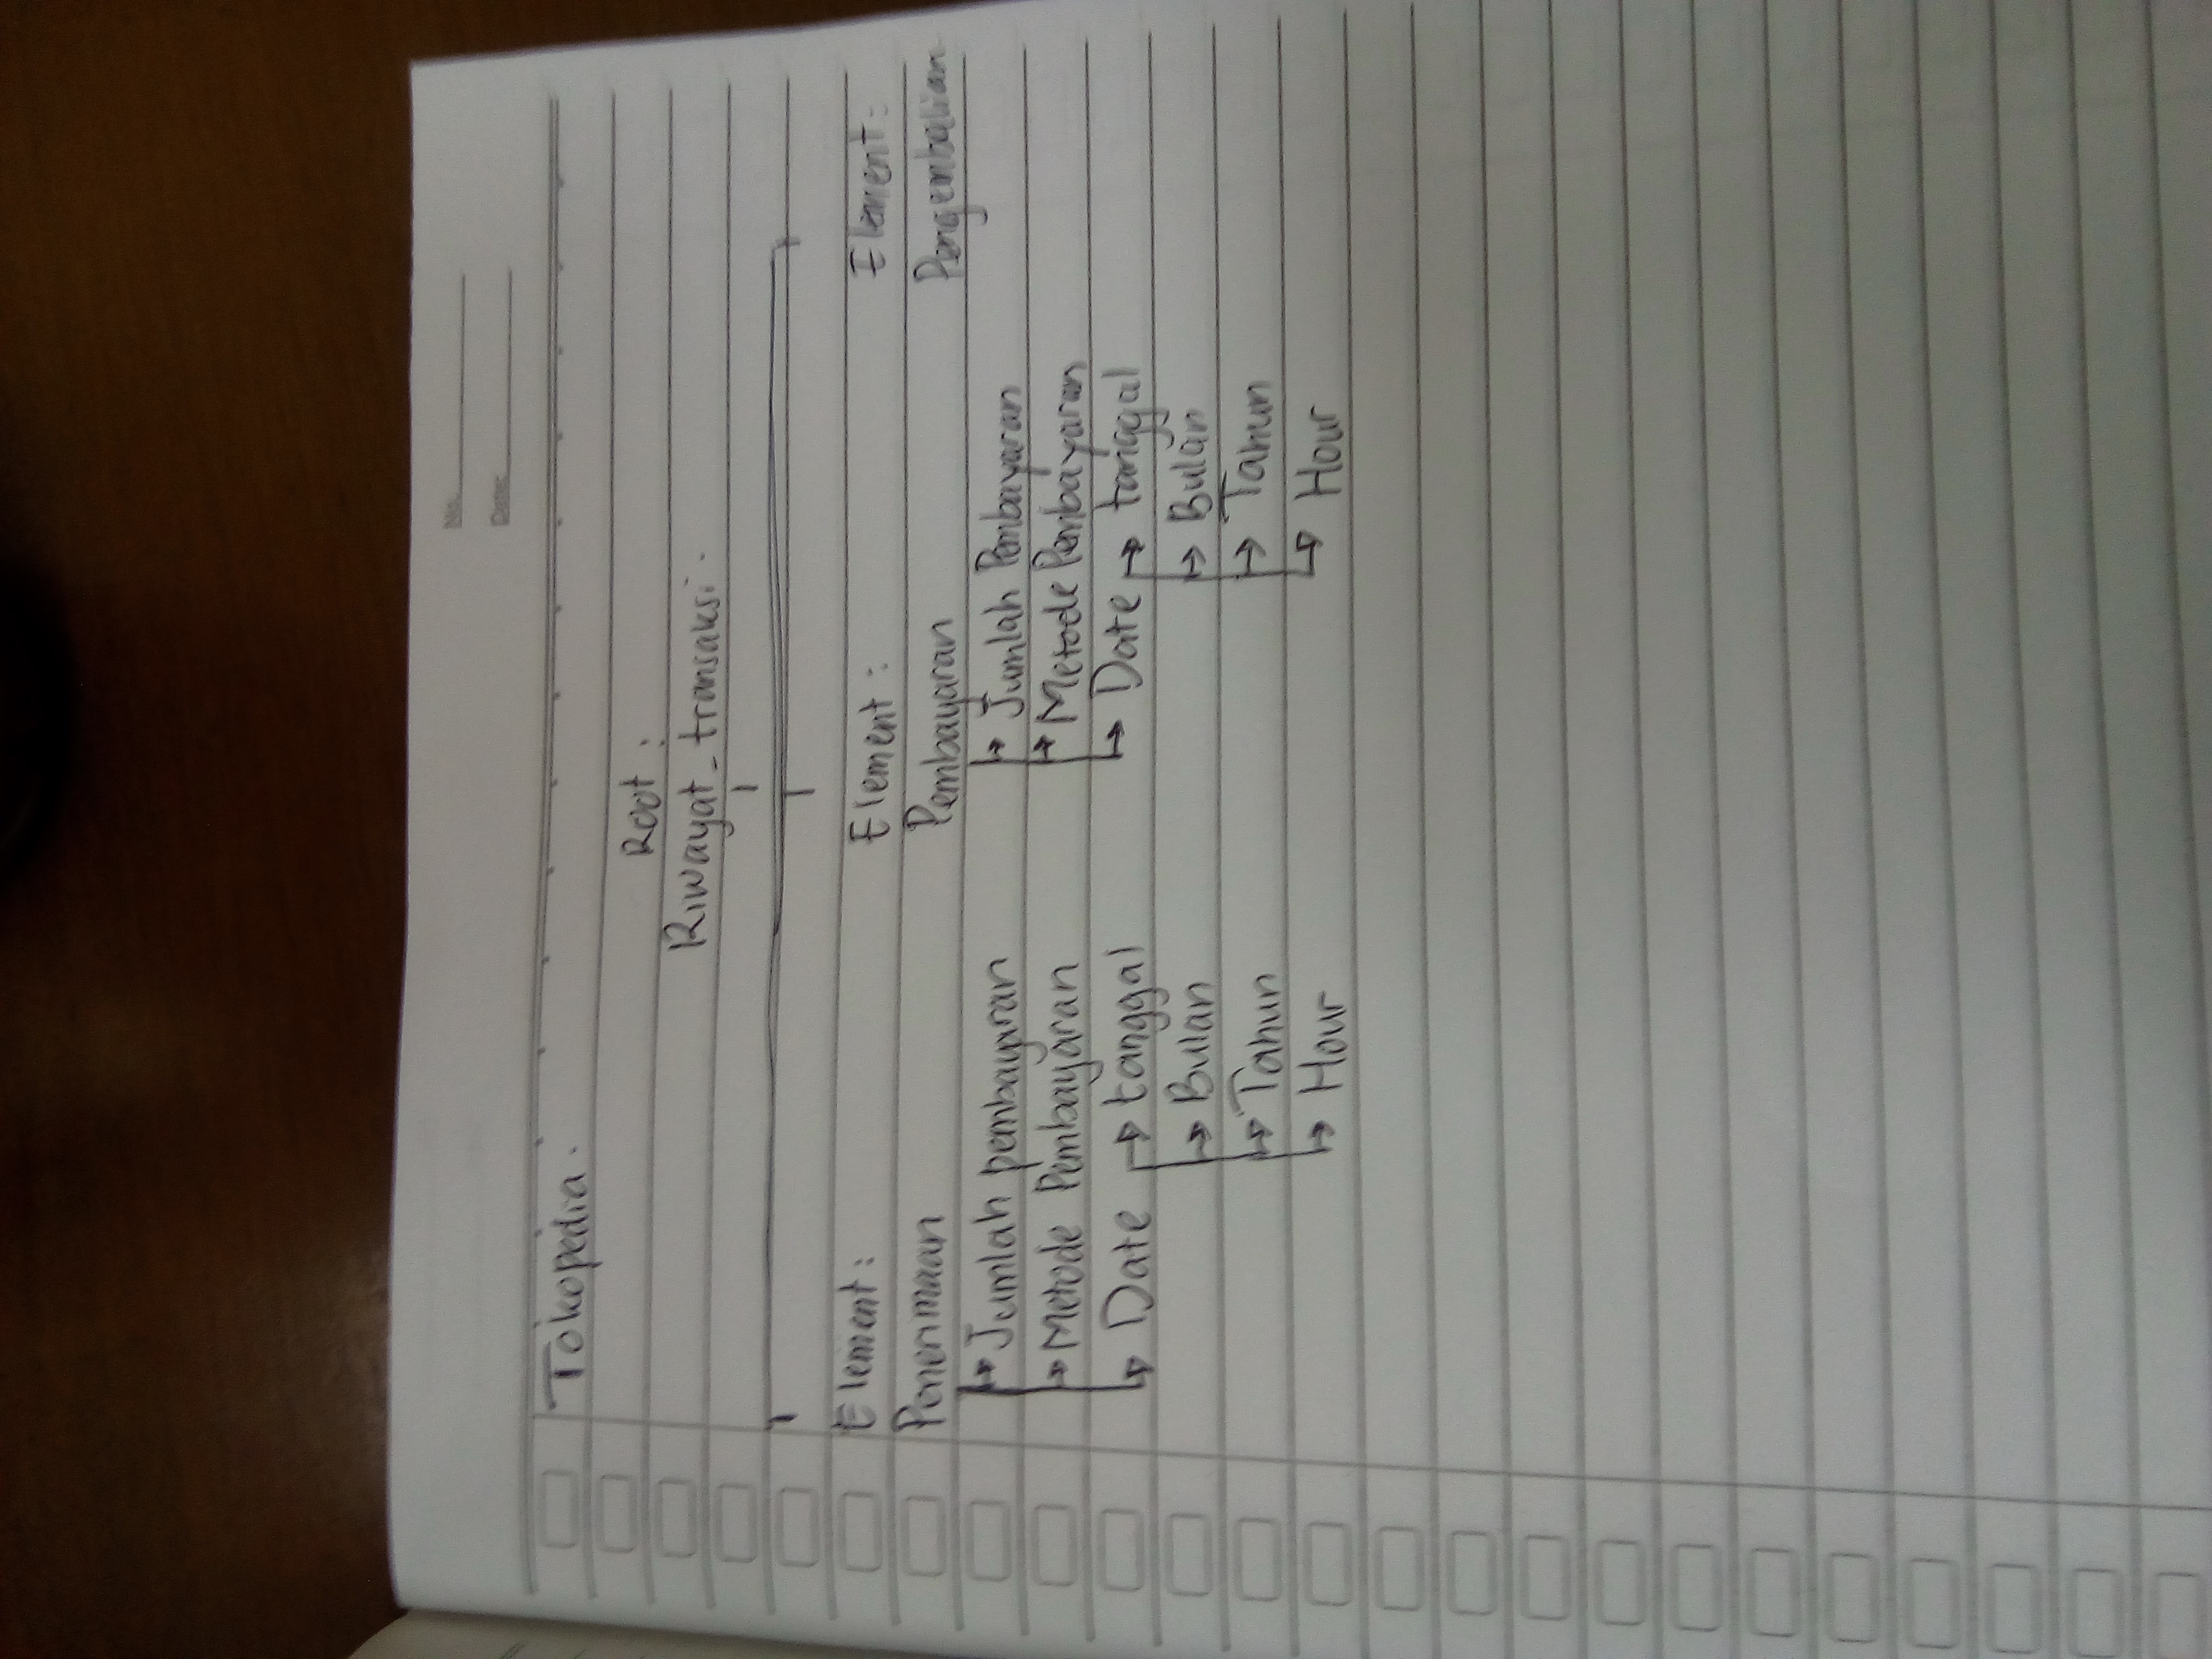 No.
Date:
Tokopedia.
Root:
Riwayat_transaksi.
Element: Element: Element:
Penerimaan Pembayaran Pengembalian
→ Jumlah pembayaran → Jumlah Pembayaran
→ Metode Pembayaran → Metode Pembayaran
→ Date → tanggal → Date → tanggal
→ Bulan → Bulan
→ Tahun → Tahun
→ Hour → Hour